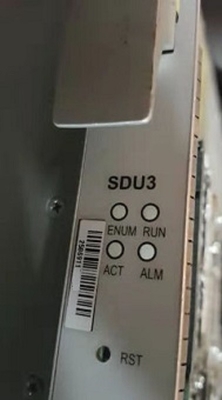 SDU3
ENUM RUN
ACT ALM
RST